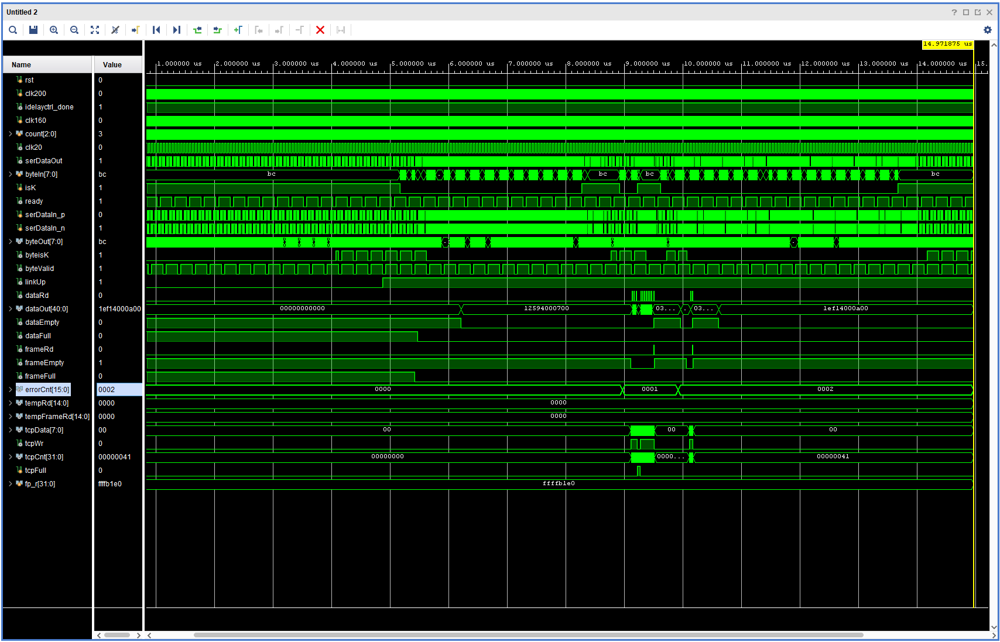 Untitled 2
14.971875 us
Name Value
1.000000 us 2.000000 us 3.000000 us 4.000000 us 5.000000 us 6.000000 us 7.000000 us 8.000000 us 9.000000 us 10.000000 us 11.000000 us 12.000000 us 13.000000 us 14.000000 us 15.
rst 0
clk200 0
idelayctrl_done 1
clk160 0
count[2:0] 3
clk20 0
serDataOut 1
byteIn[7:0] bc bc bc bc bc
isK 1
ready 1
serDataIn_p 0
serDataIn_n 1
byteOut[7:0] bc
byteisK 1
byteValid 1
linkUp 1
dataRd 0
dataOut[40:0] 1ef14000a00 00000000000 12594000700 03... . 03... 1ef14000a00
dataEmpty 0
dataFull 0
frameRd 0
frameEmpty 1
frameFull 0
errorCnt[15:0] 0002 0000 0001 0002
tempRd[14:0] 0000 0000
tempFrameRd[14:0] 0000 0000
tcpData[7:0] 00 00 00 00
tcpWr 0
tcpCnt[31:0] 00000041 00000000 0000... 00000041
tcpFull 0
fp_r[31:0] ffffb1e0 ffffb1e0